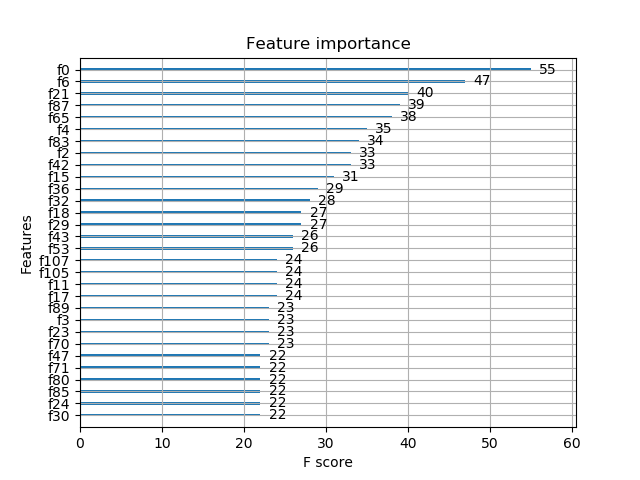 Feature importance
f0 55
f6 47
f21 40
f87 39
f65 38
f4 35
f83 34
f2 33
f42 33
f15 31
f36 29
f32 28
f18 27
f29 27
f43 26
f53 26
f107 24
f105 24
f11 24
f17 24
f89 23
f3 23
f23 23
f70 23
f47 22
f71 22
f80 22
f85 22
f24 22
f30 22
Features
0 10 20 30 40 50 60
F score